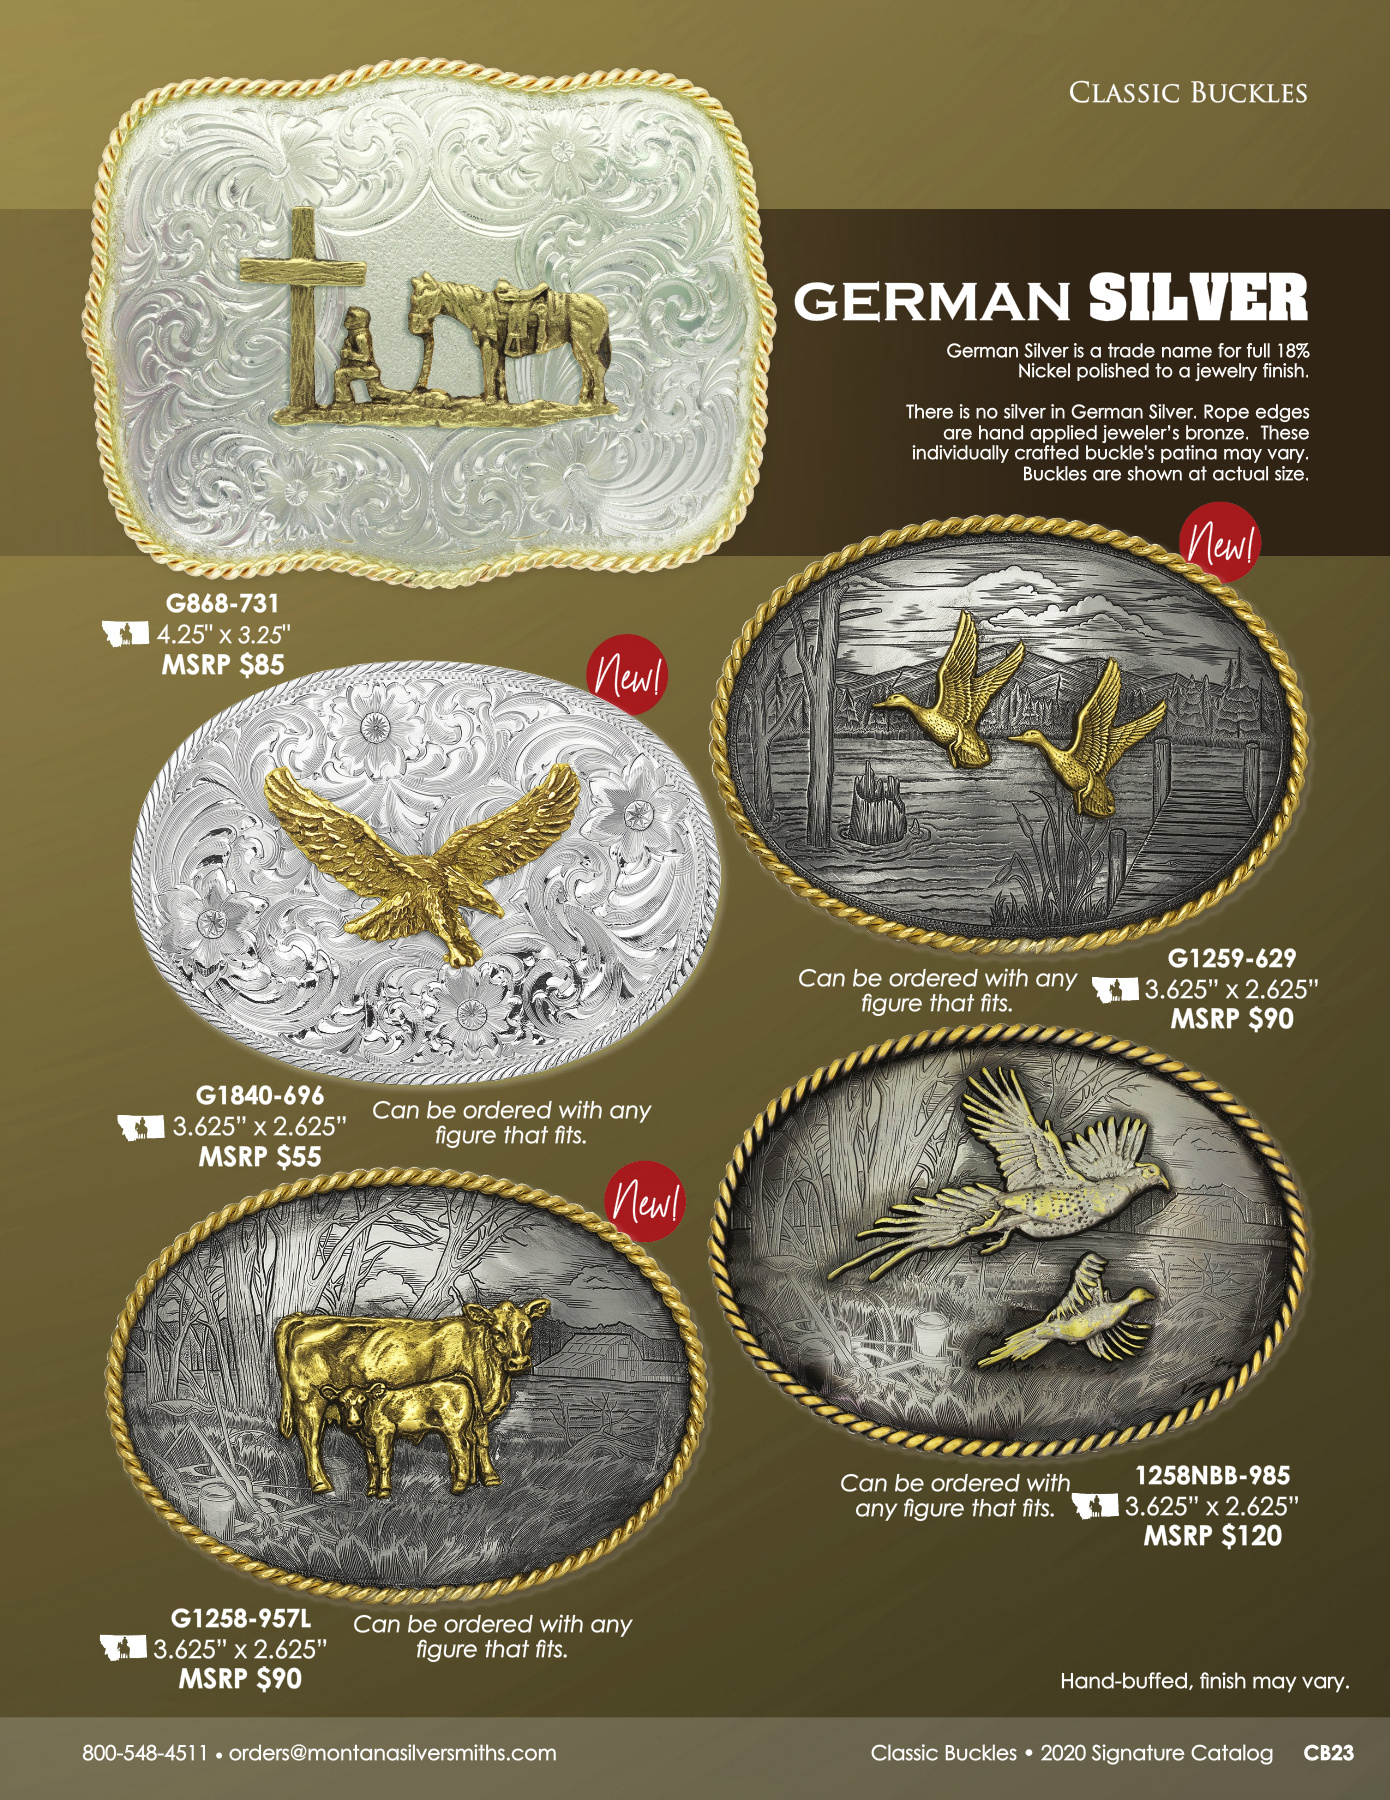 CLASSIC BUCKLES
GERMAN SILVER
German Silver is a trade name for full 18%
Nickel polished to a jewelry finish.
There is no silver in German Silver. Rope edges
are hand applied jeweler's bronze. These
individually crafted buckle's patina may vary.
Buckles are shown at actual size.
New!
G868-731
4.25" x 3.25"
MSRP $85
New!
G1259-629
3.625" x 2.625"
MSRP $90
Can be ordered with any
figure that fits.
G1840-696
3.625" x 2.625"
MSRP $55
Can be ordered with any
figure that fits.
New!
Can be ordered with
any figure that fits.
1258NBB-985
3.625" x 2.625"
MSRP $120
G1258-957L
3.625" x 2.625"
MSRP $90
Can be ordered with any
figure that fits.
Hand-buffed, finish may vary.
800-548-4511 • orders@montanasilversmiths.com
Classic Buckles • 2020 Signature Catalog CB23